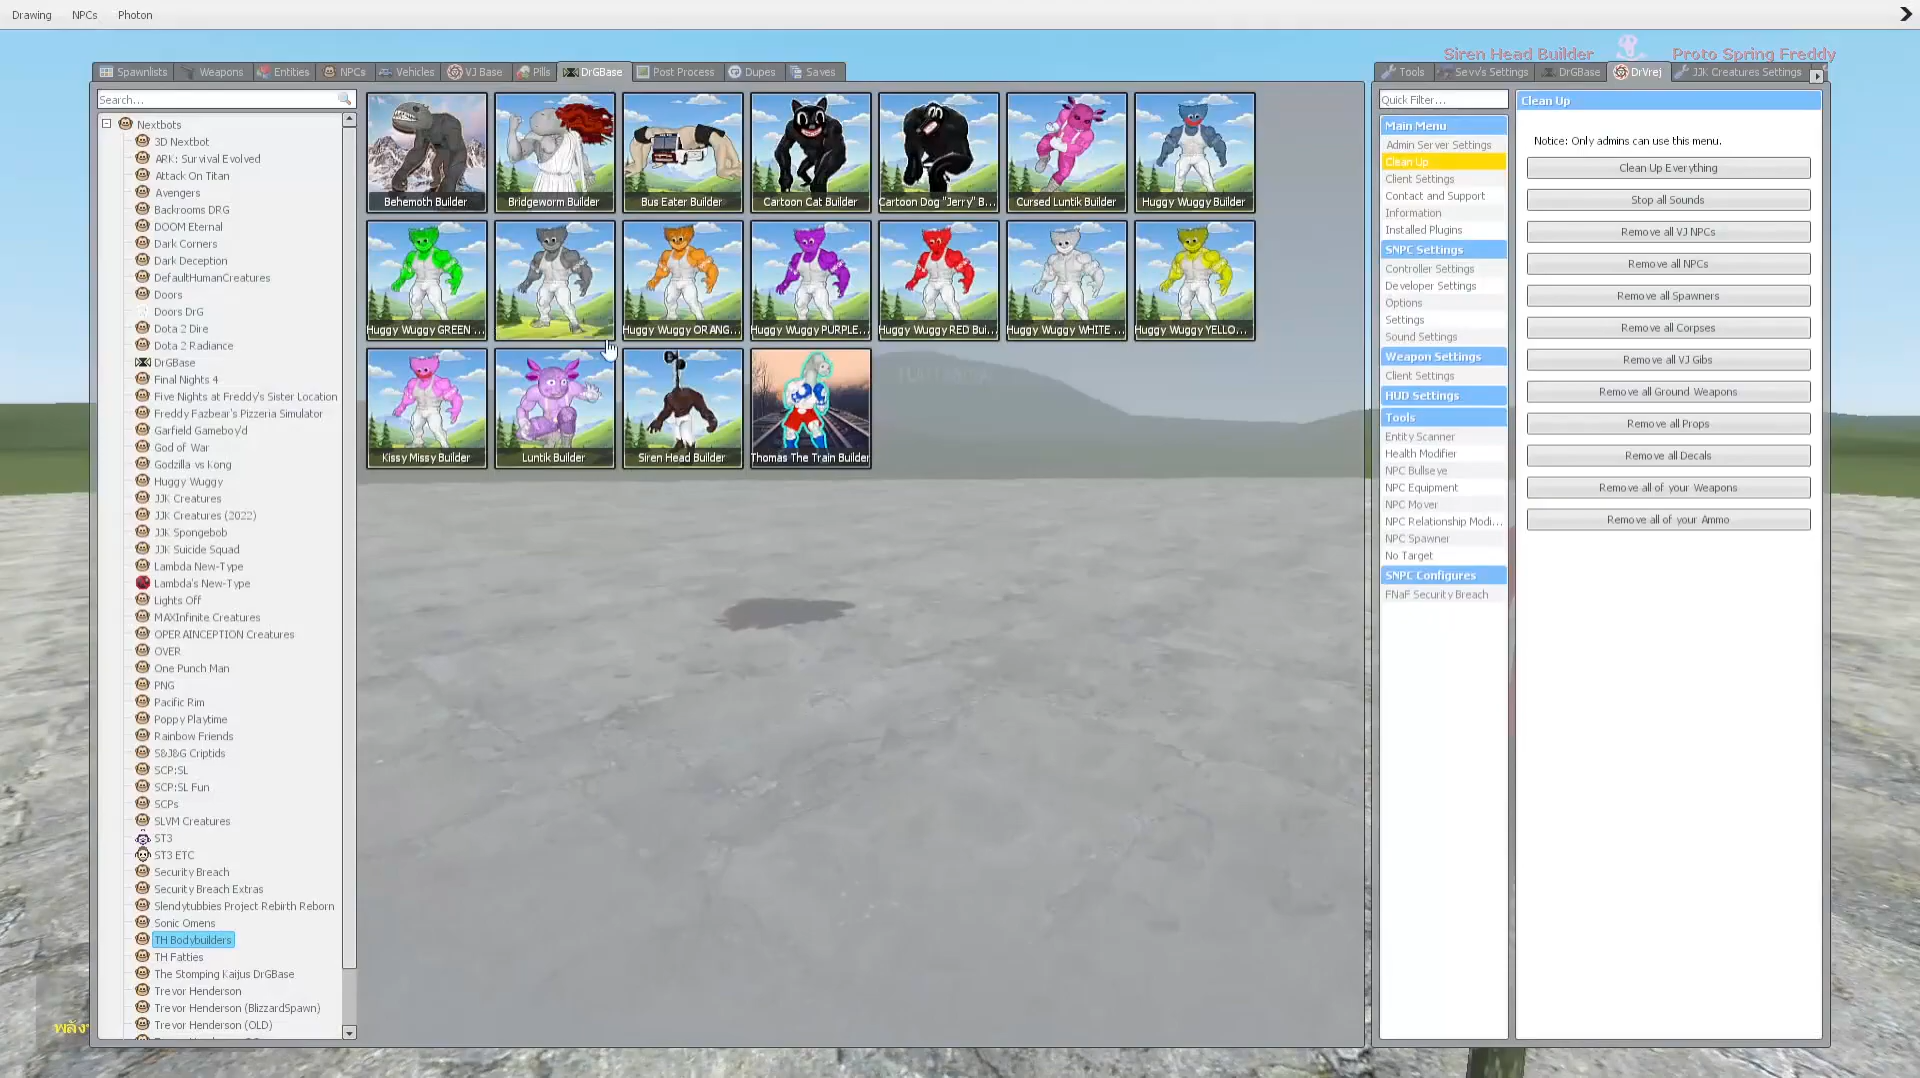 Drawing NPCs Photon
Siren Head Builder Proto Spring Freddy
Spawnlists Weapons Entities NPCs Vehicles VJ Base Pills DrGBase Post Process Dupes Saves
Tools Sevv's Settings DrGBase DrVrej JJK Creatures Settings
Search...
Nextbots
3D Nextbot
ARK: Survival Evolved
Attack On Titan
Avengers
Backrooms DRG
DOOM Eternal
Dark Corners
Dark Deception
DefaultHumanCreatures
Doors
Doors DrG
Dota 2 Dire
Dota 2 Radiance
DrGBase
Final Nights 4
Five Nights at Freddy's Sister Location
Freddy Fazbear's Pizzeria Simulator
Garfield Gameboy'd
God of War
Godzilla vs Kong
Huggy Wuggy
JJK Creatures
JJK Creatures (2022)
JJK Spongebob
JJK Suicide Squad
Lambda New-Type
Lambda's New-Type
Lights Off
MAXInfinite Creatures
OPERAINCEPTION Creatures
OVER
One Punch Man
PNG
Pacific Rim
Poppy Playtime
Rainbow Friends
S&J&G Criptids
SCP:SL
SCP:SL Fun
SCPs
SLVM Creatures
ST3
ST3 ETC
Security Breach
Security Breach Extras
Slendytubbies Project Rebirth Reborn
Sonic Omens
TH Bodybuilders
TH Fatties
The Stomping Kaijus DrGBase
Trevor Henderson
Trevor Henderson (BlizzardSpawn)
Trevor Henderson (OLD)
Behemoth Builder
Bridgeworm Builder
Bus Eater Builder
Cartoon Cat Builder
Cartoon Dog "Jerry" B...
Cursed Luntik Builder
Huggy Wuggy Builder
Huggy Wuggy GREEN ...
Huggy Wuggy ORANG...
Huggy Wuggy PURPLE...
Huggy Wuggy RED Bui...
Huggy Wuggy WHITE ...
Huggy Wuggy YELLO...
Kissy Missy Builder
Luntik Builder
Siren Head Builder
Thomas The Train Builder
Quick Filter...
Main Menu
Admin Server Settings
Clean Up
Client Settings
Contact and Support
Information
Installed Plugins
SNPC Settings
Controller Settings
Developer Settings
Options
Settings
Sound Settings
Weapon Settings
Client Settings
HUD Settings
Tools
Entity Scanner
Health Modifier
NPC Bullseye
NPC Equipment
NPC Mover
NPC Relationship Modi...
NPC Spawner
No Target
SNPC Configures
FNaF Security Breach
Clean Up
Notice: Only admins can use this menu.
Clean Up Everything
Stop all Sounds
Remove all VJ NPCs
Remove all NPCs
Remove all Spawners
Remove all Corpses
Remove all VJ Gibs
Remove all Ground Weapons
Remove all Props
Remove all Decals
Remove all of your Weapons
Remove all of your Ammo